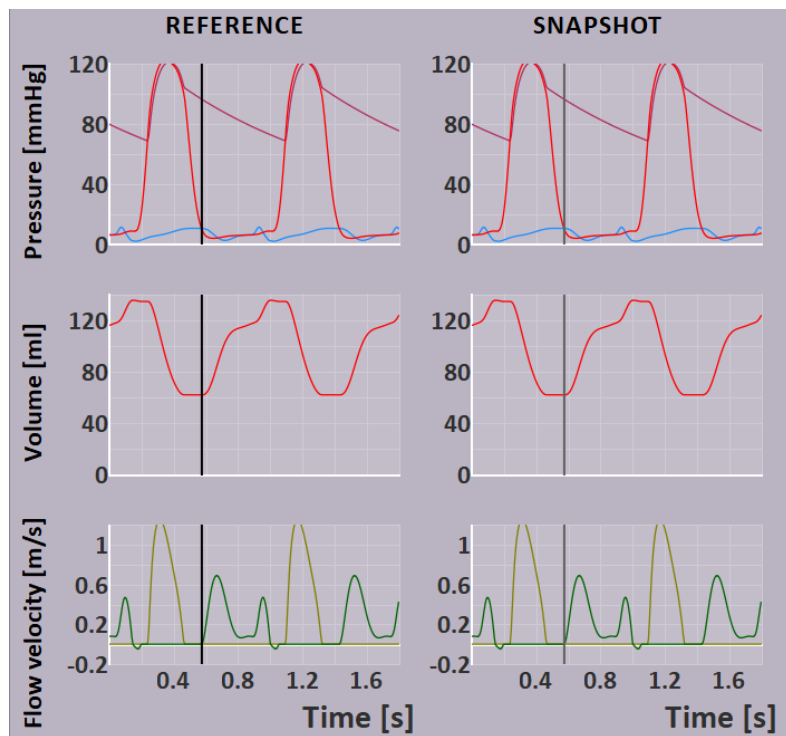 REFERENCE SNAPSHOT
Pressure [mmHg]
120 120
80 80
40 40
0 0
Volume [ml]
120 120
80 80
40 40
0 0
Flow velocity [m/s]
1 1
0.6 0.6
0.2 0.2
-0.2 -0.2
0.4 0.8 1.2 1.6 0.4 0.8 1.2 1.6
Time [s] Time [s]